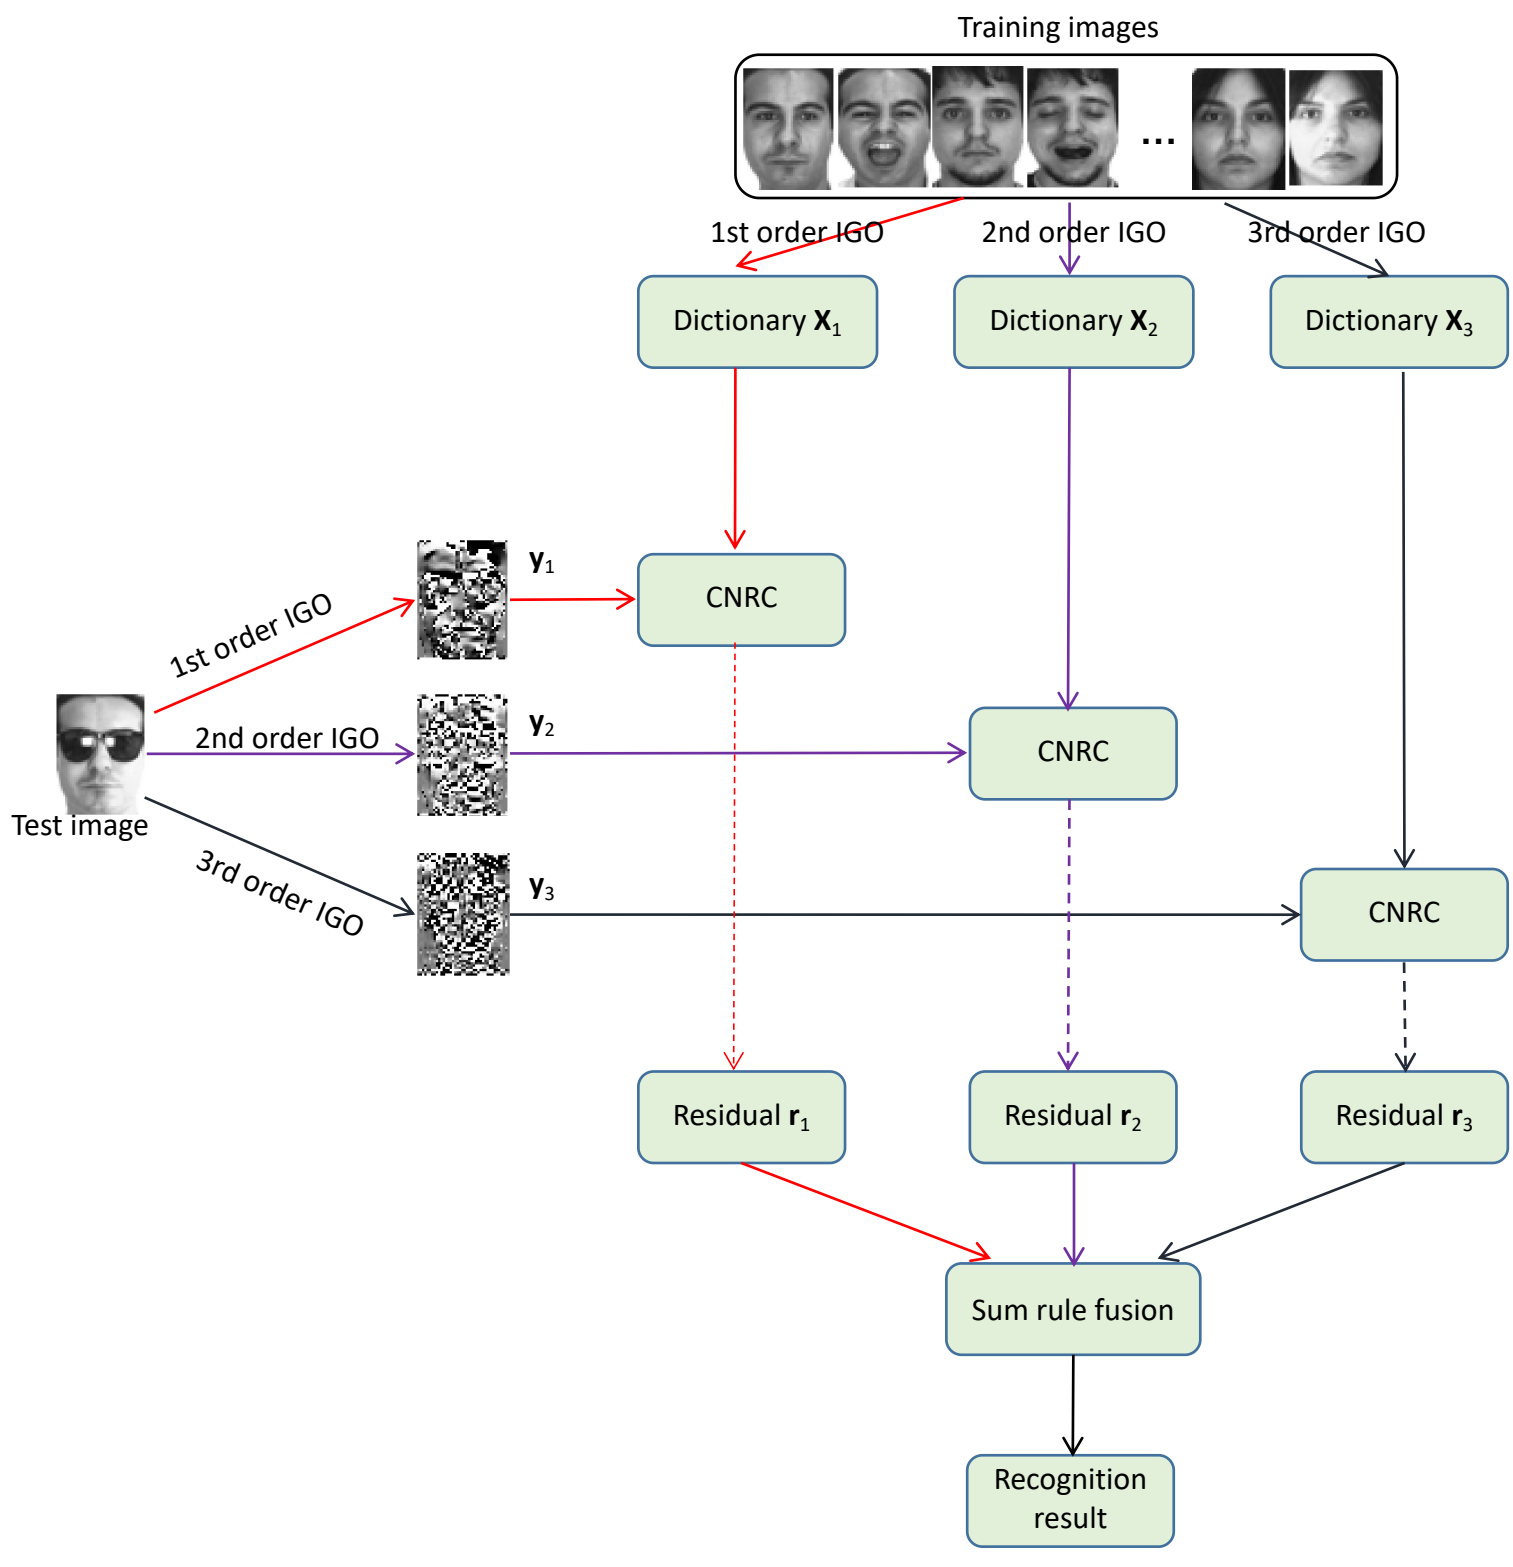 Training images
...
1st order IGO
2nd order IGO
3rd order IGO
Dictionary X1
Dictionary X2
Dictionary X3
y1
CNRC
1st order IGO
y2
2nd order IGO
CNRC
Test image
3rd order IGO
y3
CNRC
Residual r1
Residual r2
Residual r3
Sum rule fusion
Recognition
result